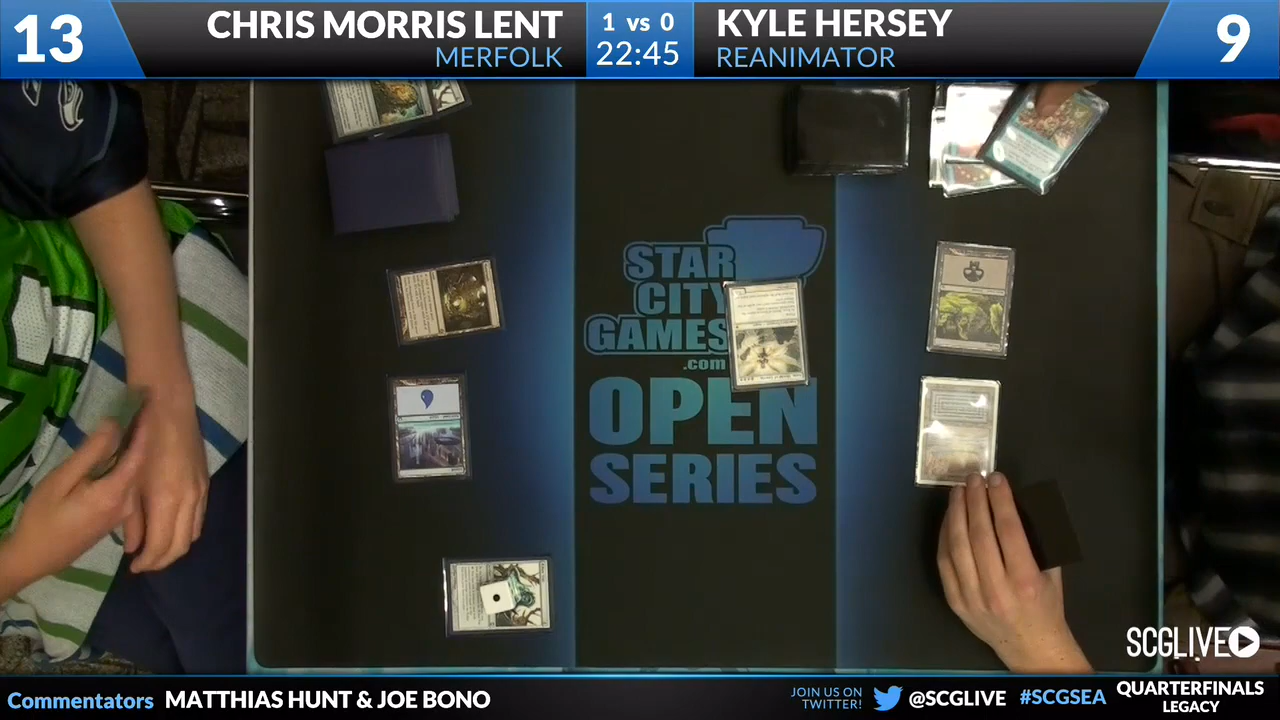 13
CHRIS MORRIS LENT
MERFOLK
1 vs 0
22:45
KYLE HERSEY
REANIMATOR
9
STAR
CITY
GAMES
.com
OPEN
SERIES
SCGLIVE
Commentators MATTHIAS HUNT & JOE BONO
JOIN US ON
TWITTER!
@SCGLIVE
#SCGSEA
QUARTERFINALS
LEGACY